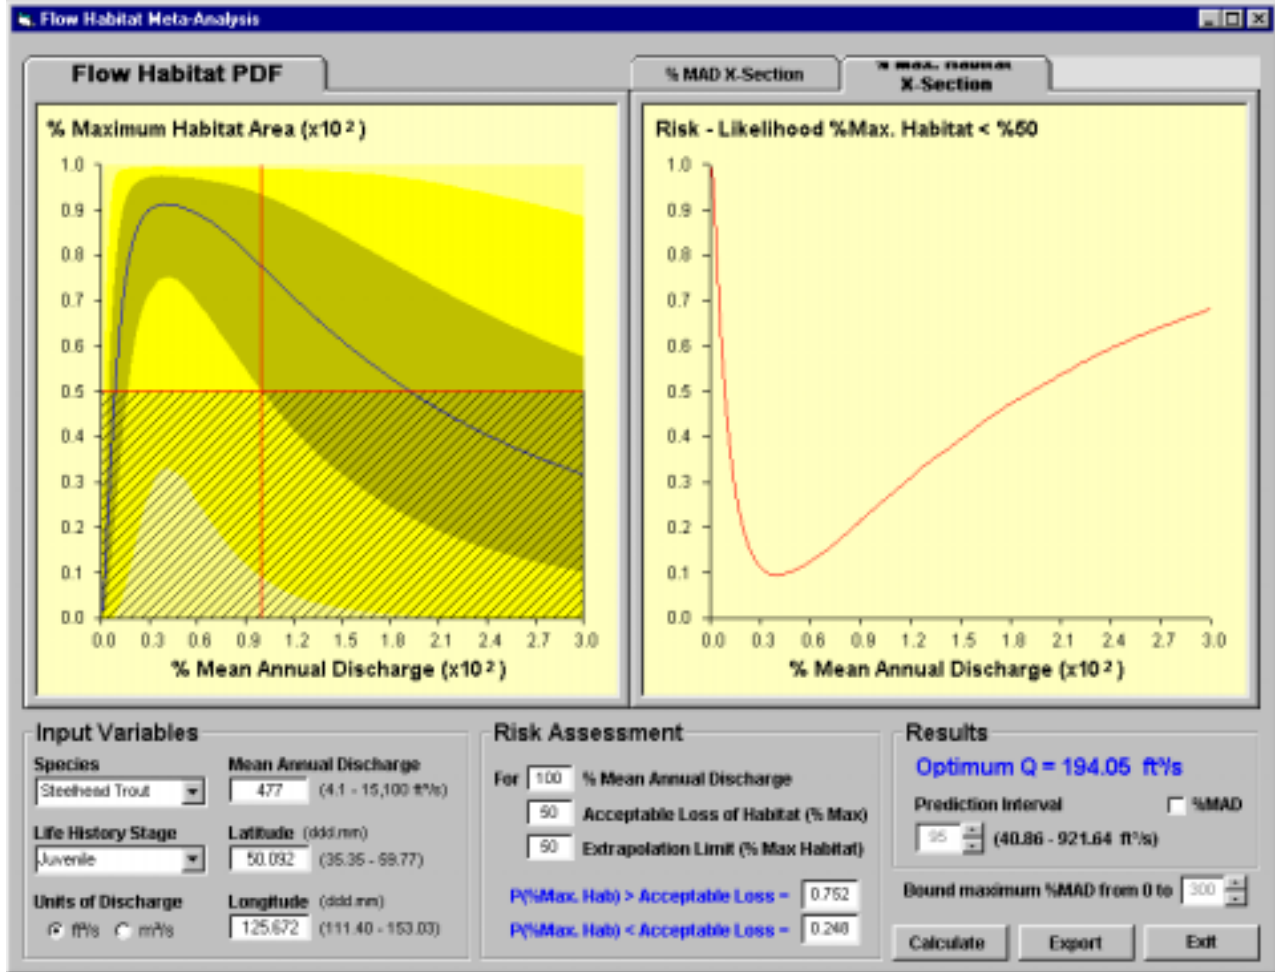 Flow Habitat Meta-Analysis
Flow Habitat PDF
% MAD X-Section
% Max. Habitat
X-Section
% Maximum Habitat Area (x10²)
1.0
0.9
0.8
0.7
0.6
0.5
0.4
0.3
0.2
0.1
0.0
0.0 0.3 0.6 0.9 1.2 1.5 1.8 2.1 2.4 2.7 3.0
% Mean Annual Discharge (x10²)
Risk - Likelihood %Max. Habitat < %50
1.0
0.9
0.8
0.7
0.6
0.5
0.4
0.3
0.2
0.1
0.0
0.0 0.3 0.6 0.9 1.2 1.5 1.8 2.1 2.4 2.7 3.0
% Mean Annual Discharge (x10²)
Input Variables
Species
Steelhead Trout
Mean Annual Discharge
477 (4.1 - 15,100 ft³/s)
Life History Stage
Juvenile
Latitude (ddd.mm)
50.092 (35.35 - 59.77)
Units of Discharge
ft³/s m³/s
Longitude (ddd.mm)
125.672 (111.40 - 153.03)
Risk Assessment
For 100 % Mean Annual Discharge
50 Acceptable Loss of Habitat (% Max)
50 Extrapolation Limit (% Max Habitat)
P(%Max. Hab) > Acceptable Loss = 0.752
P(%Max. Hab) < Acceptable Loss = 0.248
Results
Optimum Q = 194.05 ft³/s
Prediction Interval %MAD
95 (40.86 - 921.64 ft³/s)
Bound maximum %MAD from 0 to 300
Calculate Export Exit